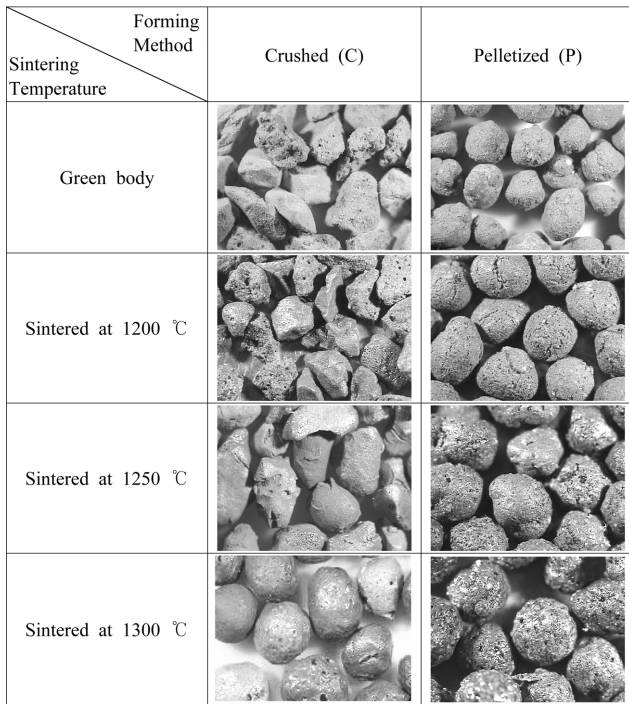 Forming
Method
Sintering
Temperature
Crushed (C)
Pelletized (P)
Green body
Sintered at 1200 ℃
Sintered at 1250 ℃
Sintered at 1300 ℃